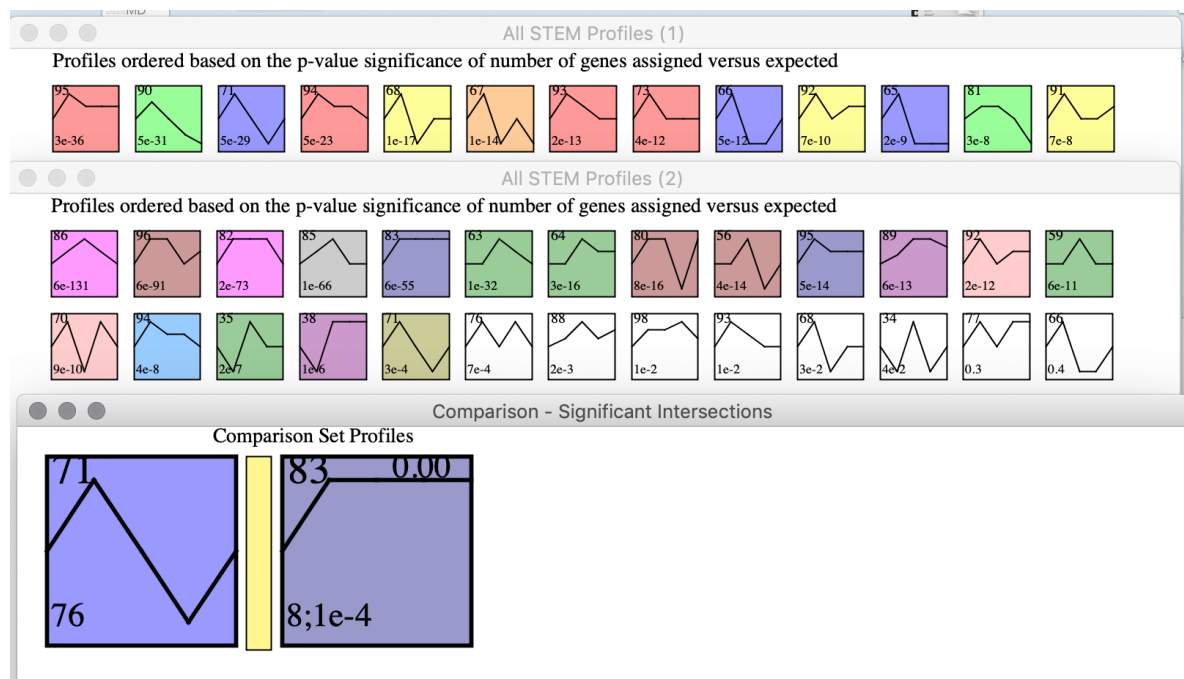 MD
All STEM Profiles (1)
Profiles ordered based on the p-value significance of number of genes assigned versus expected
95 90 71 94 68 67 93 73 66 92 65 81 91
3e-36 5e-31 5e-29 5e-23 1e-17 1e-14 2e-13 4e-12 5e-12 7e-10 2e-9 3e-8 7e-8
All STEM Profiles (2)
Profiles ordered based on the p-value significance of number of genes assigned versus expected
86 96 82 85 83 63 64 80 56 95 89 92 59
6e-131 6e-91 2e-73 1e-66 6e-55 1e-32 3e-16 8e-16 4e-14 5e-14 6e-13 2e-12 6e-11
70 94 35 38 71 76 88 98 93 68 34 77 66
9e-10 4e-8 2e-7 1e-6 3e-4 7e-4 2e-3 1e-2 1e-2 3e-2 4e-2 0.3 0.4
Comparison - Significant Intersections
Comparison Set Profiles
71 83 0.00
76 8;1e-4